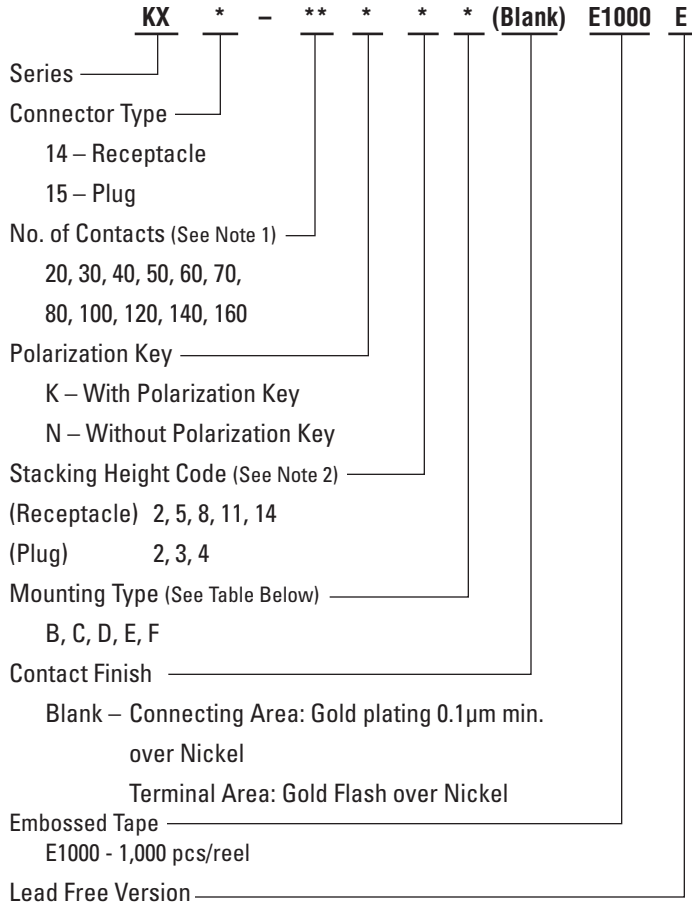 KX * – ** * * * (Blank) E1000 E
Series
Connector Type
14 – Receptacle
15 – Plug
No. of Contacts (See Note 1)
20, 30, 40, 50, 60, 70,
80, 100, 120, 140, 160
Polarization Key
K – With Polarization Key
N – Without Polarization Key
Stacking Height Code (See Note 2)
(Receptacle) 2, 5, 8, 11, 14
(Plug) 2, 3, 4
Mounting Type (See Table Below)
B, C, D, E, F
Contact Finish
Blank – Connecting Area: Gold plating 0.1µm min.
over Nickel
Terminal Area: Gold Flash over Nickel
Embossed Tape
E1000 - 1,000 pcs/reel
Lead Free Version